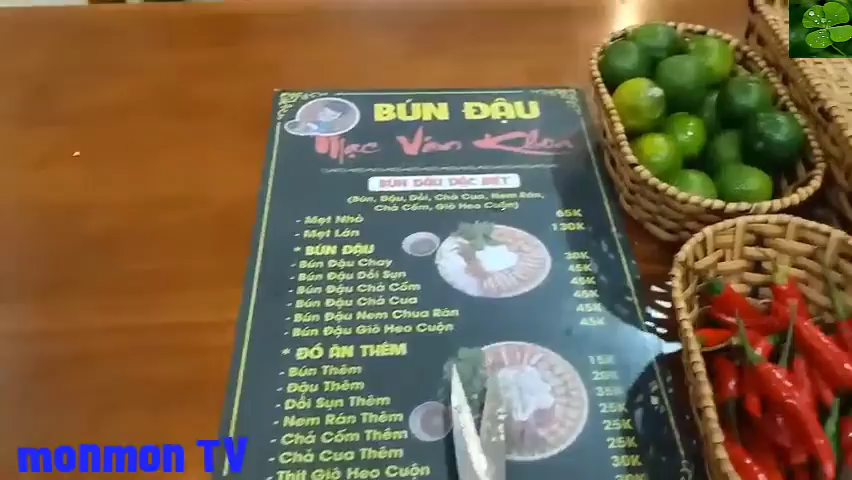 BÚN ĐẬU
Mạc Văn Khoa
BÚN ĐẬU ĐẶC BIỆT
(Bún, Đậu, Dồi, Chả Cua, Nem Rán,
Chả Cốm, Giò Heo Cuộn)
- Mẹt Nhỏ 65K
- Mẹt Lớn 130K
* BÚN ĐẬU
- Bún Đậu Chay 30K
- Bún Đậu Dồi Sụn 45K
- Bún Đậu Chả Cốm 45K
- Bún Đậu Chả Cua 45K
- Bún Đậu Nem Chua Rán 45K
- Bún Đậu Giò Heo Cuộn 45K
* ĐỒ ĂN THÊM
- Bún Thêm 15K
- Đậu Thêm 20K
- Dồi Sụn Thêm 35K
- Nem Rán Thêm 25K
- Chả Cốm Thêm 25K
- Chả Cua Thêm 25K
- Thịt Giò Heo Cuộn 30K
monmon TV